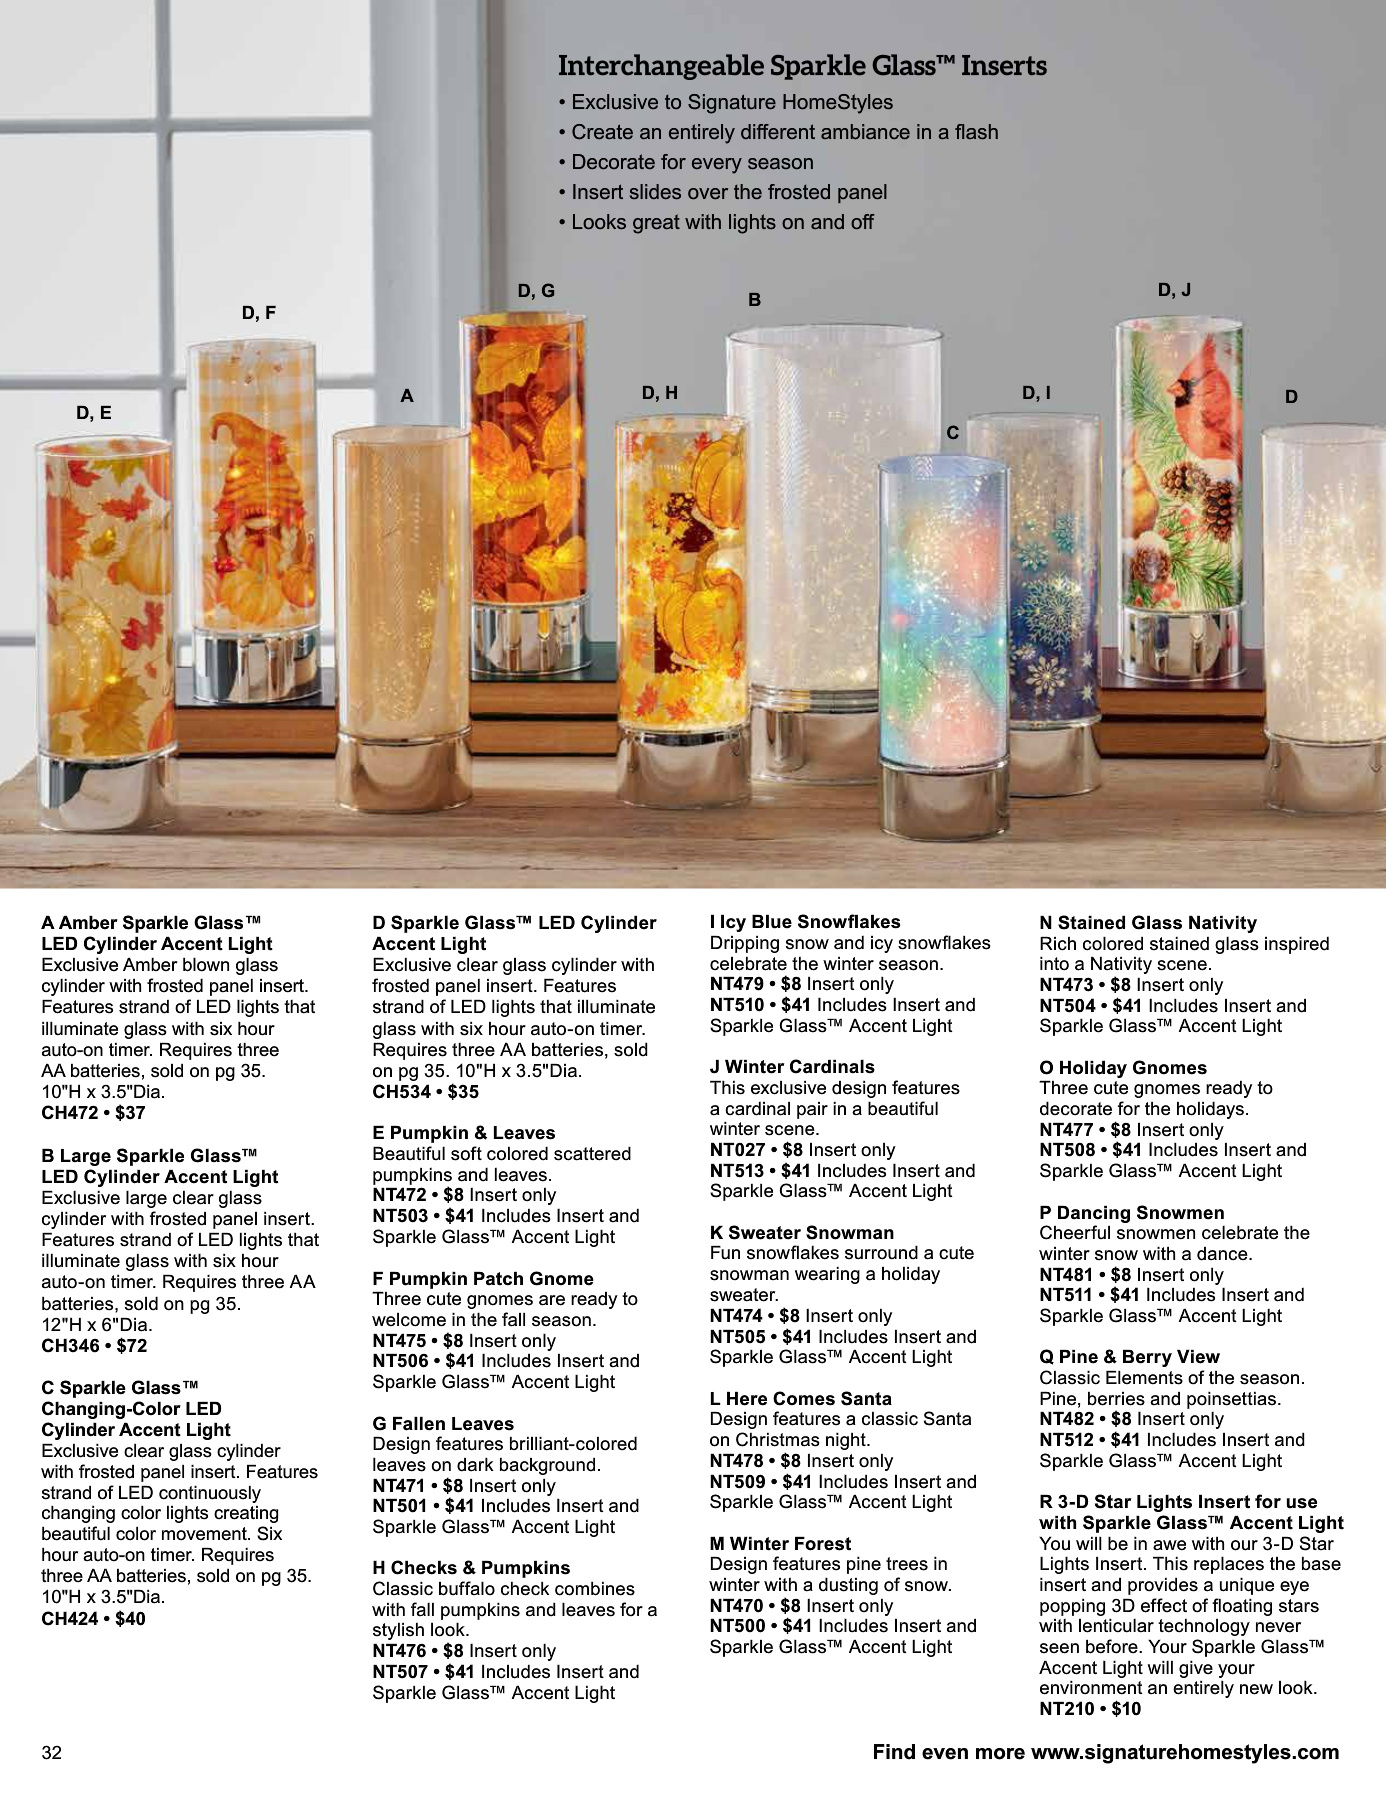 Interchangeable Sparkle Glass™ Inserts
• Exclusive to Signature HomeStyles
• Create an entirely different ambiance in a flash
• Decorate for every season
• Insert slides over the frosted panel
• Looks great with lights on and off
D, E
D, F
A
D, G
D, H
B
C
D, I
D, J
D
A Amber Sparkle Glass™
LED Cylinder Accent Light
Exclusive Amber blown glass
cylinder with frosted panel insert.
Features strand of LED lights that
illuminate glass with six hour
auto-on timer. Requires three
AA batteries, sold on pg 35.
10"H x 3.5"Dia.
CH472 • $37
B Large Sparkle Glass™
LED Cylinder Accent Light
Exclusive large clear glass
cylinder with frosted panel insert.
Features strand of LED lights that
illuminate glass with six hour
auto-on timer. Requires three AA
batteries, sold on pg 35.
12"H x 6"Dia.
CH346 • $72
C Sparkle Glass™
Changing-Color LED
Cylinder Accent Light
Exclusive clear glass cylinder
with frosted panel insert. Features
strand of LED continuously
changing color lights creating
beautiful color movement. Six
hour auto-on timer. Requires
three AA batteries, sold on pg 35.
10"H x 3.5"Dia.
CH424 • $40
D Sparkle Glass™ LED Cylinder
Accent Light
Exclusive clear glass cylinder with
frosted panel insert. Features
strand of LED lights that illuminate
glass with six hour auto-on timer.
Requires three AA batteries, sold
on pg 35. 10"H x 3.5"Dia.
CH534 • $35
E Pumpkin & Leaves
Beautiful soft colored scattered
pumpkins and leaves.
NT472 • $8 Insert only
NT503 • $41 Includes Insert and
Sparkle Glass™ Accent Light
F Pumpkin Patch Gnome
Three cute gnomes are ready to
welcome in the fall season.
NT475 • $8 Insert only
NT506 • $41 Includes Insert and
Sparkle Glass™ Accent Light
G Fallen Leaves
Design features brilliant-colored
leaves on dark background.
NT471 • $8 Insert only
NT501 • $41 Includes Insert and
Sparkle Glass™ Accent Light
H Checks & Pumpkins
Classic buffalo check combines
with fall pumpkins and leaves for a
stylish look.
NT476 • $8 Insert only
NT507 • $41 Includes Insert and
Sparkle Glass™ Accent Light
I Icy Blue Snowflakes
Dripping snow and icy snowflakes
celebrate the winter season.
NT479 • $8 Insert only
NT510 • $41 Includes Insert and
Sparkle Glass™ Accent Light
J Winter Cardinals
This exclusive design features
a cardinal pair in a beautiful
winter scene.
NT027 • $8 Insert only
NT513 • $41 Includes Insert and
Sparkle Glass™ Accent Light
K Sweater Snowman
Fun snowflakes surround a cute
snowman wearing a holiday
sweater.
NT474 • $8 Insert only
NT505 • $41 Includes Insert and
Sparkle Glass™ Accent Light
L Here Comes Santa
Design features a classic Santa
on Christmas night.
NT478 • $8 Insert only
NT509 • $41 Includes Insert and
Sparkle Glass™ Accent Light
M Winter Forest
Design features pine trees in
winter with a dusting of snow.
NT470 • $8 Insert only
NT500 • $41 Includes Insert and
Sparkle Glass™ Accent Light
N Stained Glass Nativity
Rich colored stained glass inspired
into a Nativity scene.
NT473 • $8 Insert only
NT504 • $41 Includes Insert and
Sparkle Glass™ Accent Light
O Holiday Gnomes
Three cute gnomes ready to
decorate for the holidays.
NT477 • $8 Insert only
NT508 • $41 Includes Insert and
Sparkle Glass™ Accent Light
P Dancing Snowmen
Cheerful snowmen celebrate the
winter snow with a dance.
NT481 • $8 Insert only
NT511 • $41 Includes Insert and
Sparkle Glass™ Accent Light
Q Pine & Berry View
Classic Elements of the season.
Pine, berries and poinsettias.
NT482 • $8 Insert only
NT512 • $41 Includes Insert and
Sparkle Glass™ Accent Light
R 3-D Star Lights Insert for use
with Sparkle Glass™ Accent Light
You will be in awe with our 3-D Star
Lights Insert. This replaces the base
insert and provides a unique eye
popping 3D effect of floating stars
with lenticular technology never
seen before. Your Sparkle Glass™
Accent Light will give your
environment an entirely new look.
NT210 • $10
32
Find even more www.signaturehomestyles.com